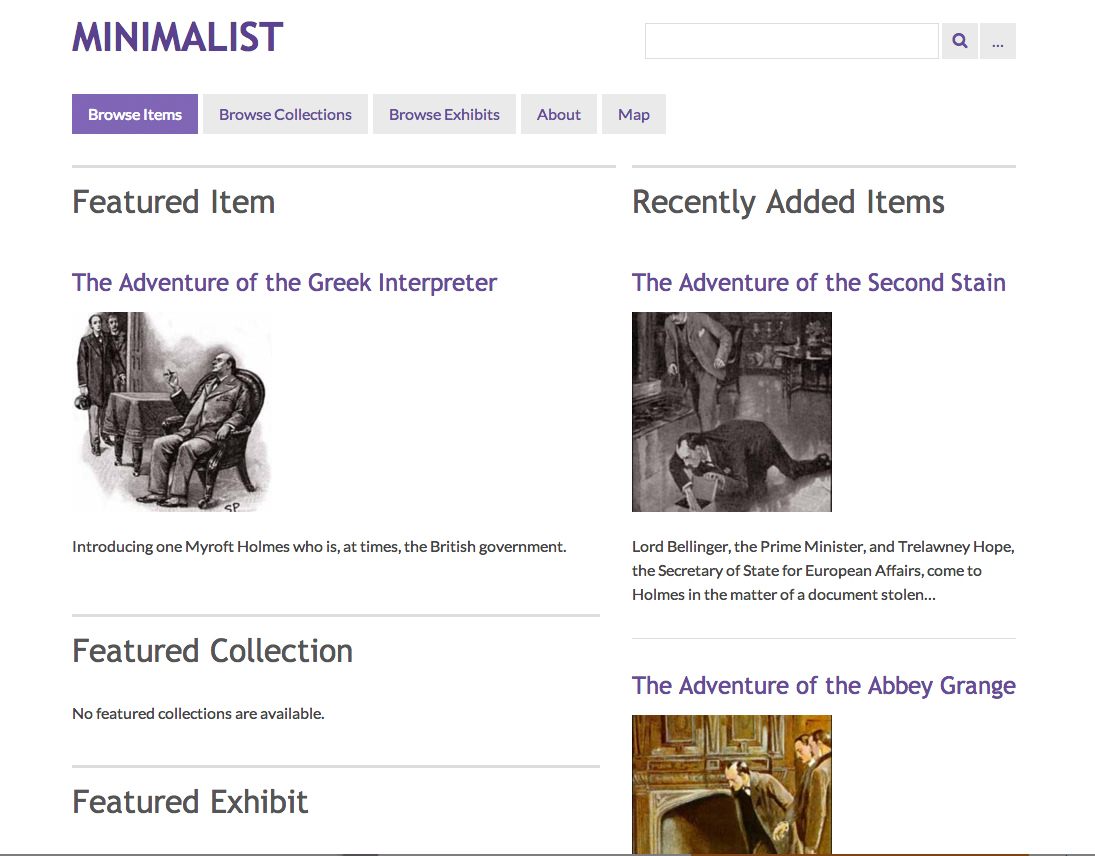 MINIMALIST
...
Browse Items
Browse Collections
Browse Exhibits
About
Map
Featured Item
The Adventure of the Greek Interpreter
SP
Introducing one Myroft Holmes who is, at times, the British government.
Featured Collection
No featured collections are available.
Featured Exhibit
Recently Added Items
The Adventure of the Second Stain
Lord Bellinger, the Prime Minister, and Trelawney Hope,
the Secretary of State for European Affairs, come to
Holmes in the matter of a document stolen...
The Adventure of the Abbey Grange